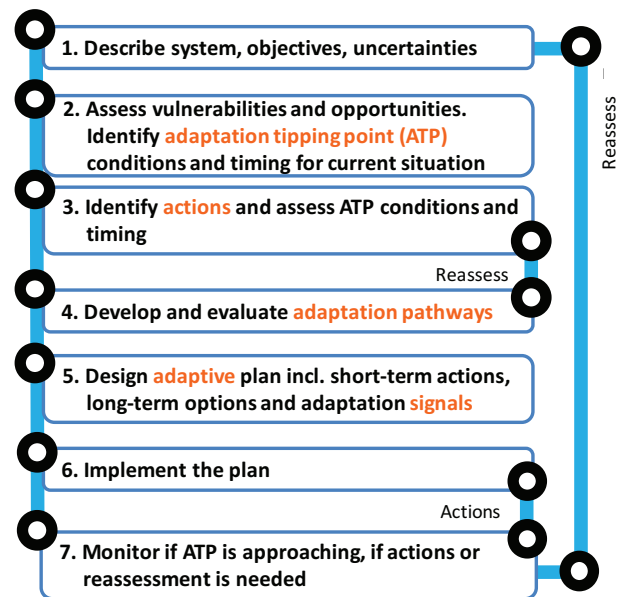 1. Describe system, objectives, uncertainties
Reassess
2. Assess vulnerabilities and opportunities.
Identify adaptation tipping point (ATP)
conditions and timing for current situation
3. Identify actions and assess ATP conditions and
timing
Reassess
4. Develop and evaluate adaptation pathways
5. Design adaptive plan incl. short-term actions,
long-term options and adaptation signals
6. Implement the plan
Actions
7. Monitor if ATP is approaching, if actions or
reassessment is needed